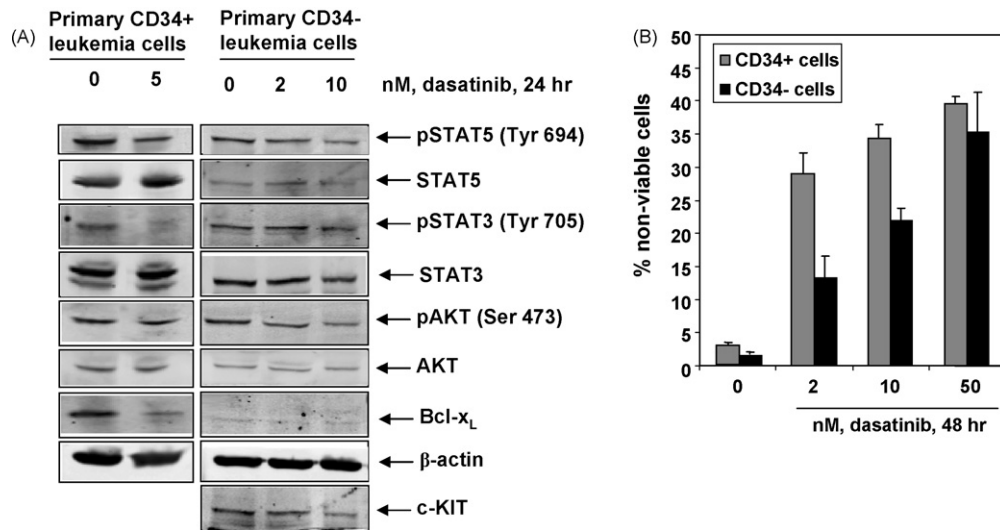 (A)
Primary CD34+
leukemia cells
Primary CD34-
leukemia cells
0 5 0 2 10 nM, dasatinib, 24 hr
pSTAT5 (Tyr 694)
STAT5
pSTAT3 (Tyr 705)
STAT3
pAKT (Ser 473)
AKT
Bcl-xL
β-actin
c-KIT
(B)
% non-viable cells
50
45
40
35
30
25
20
15
10
5
0
CD34+ cells
CD34- cells
0 2 10 50
nM, dasatinib, 48 hr